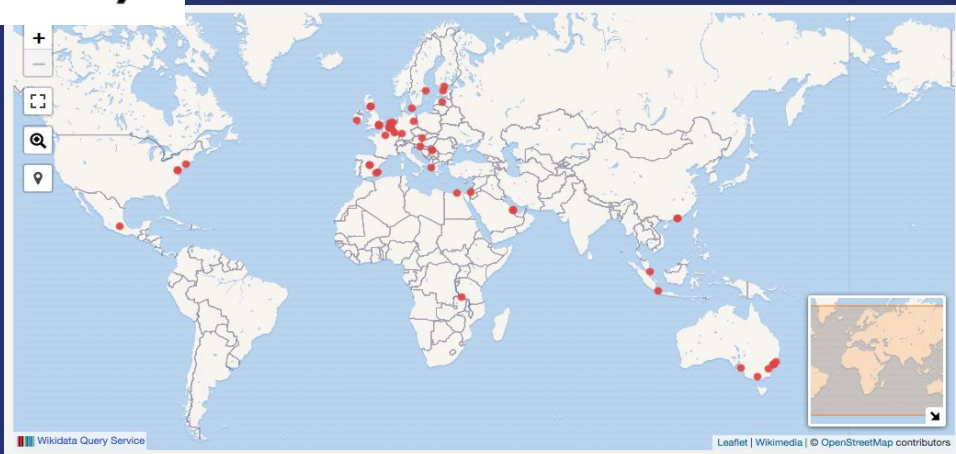 +
−
Wikidata Query Service
Leaflet | Wikimedia | © OpenStreetMap contributors